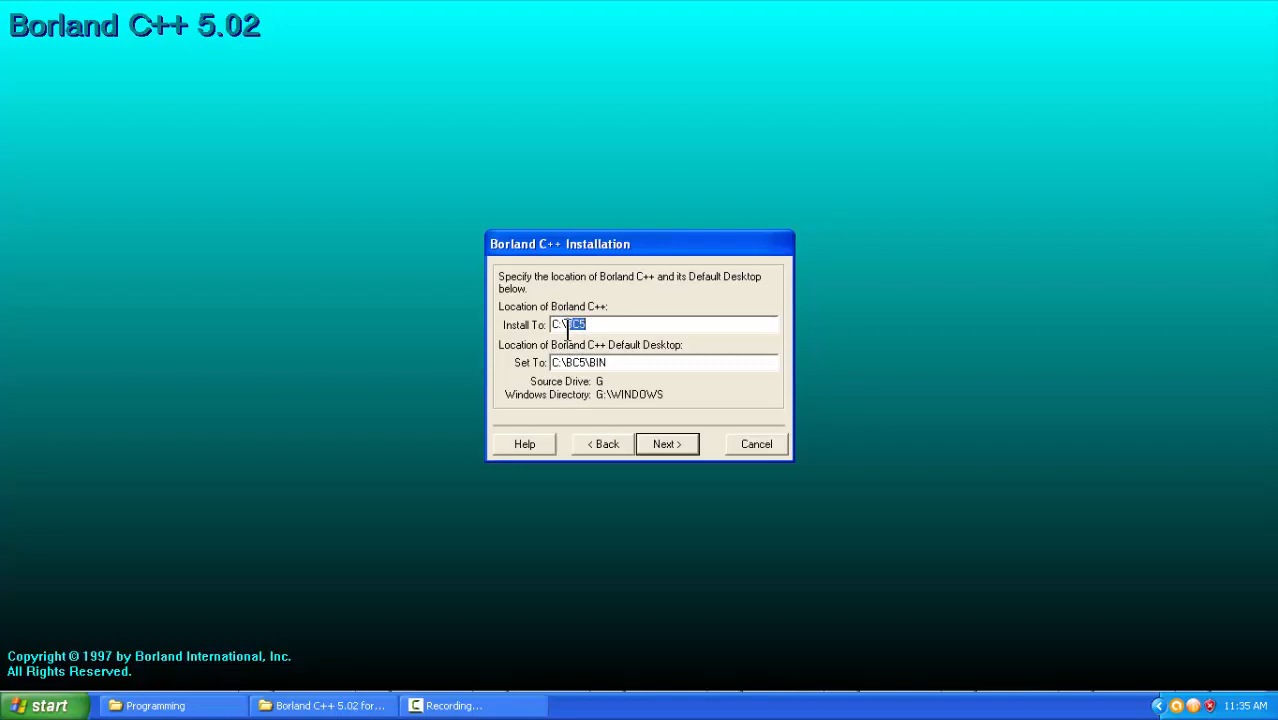 Borland C++ 5.02
Borland C++ Installation
Specify the location of Borland C++ and its Default Desktop
below.
Location of Borland C++:
Install To: C:\BC5
Location of Borland C++ Default Desktop:
Set To: C:\BC5\BIN
Source Drive: G
Windows Directory: G:\WINDOWS
Help < Back Next > Cancel
Copyright © 1997 by Borland International, Inc.
All Rights Reserved.
start Programming Borland C++ 5.02 for... Recording... 11:35 AM